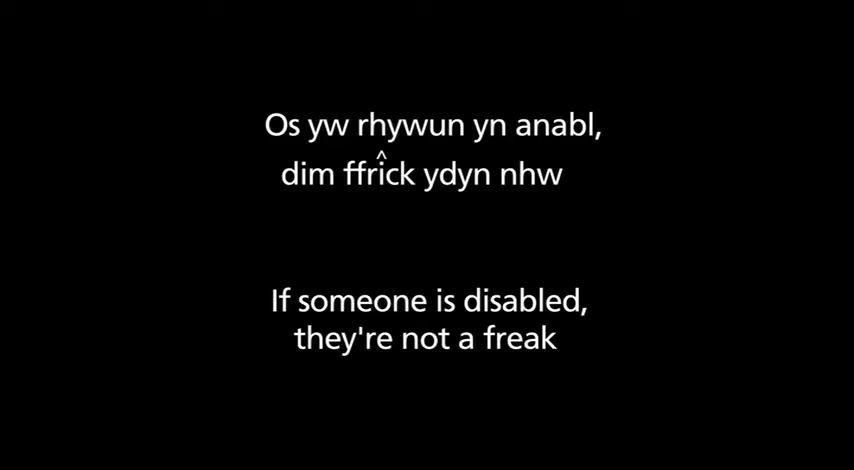 Os yw rhywun yn anabl,
dim ffrîck ydyn nhw
If someone is disabled,
they're not a freak